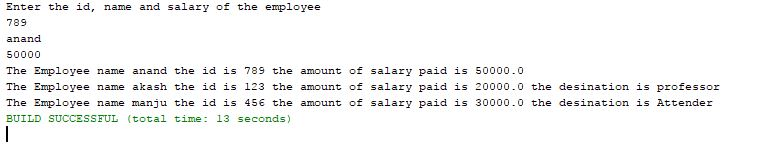 Enter the id, name and salary of the employee
789
anand
50000
The Employee name anand the id is 789 the amount of salary paid is 50000.0
The Employee name akash the id is 123 the amount of salary paid is 20000.0 the desination is professor
The Employee name manju the id is 456 the amount of salary paid is 30000.0 the desination is Attender
BUILD SUCCESSFUL (total time: 13 seconds)